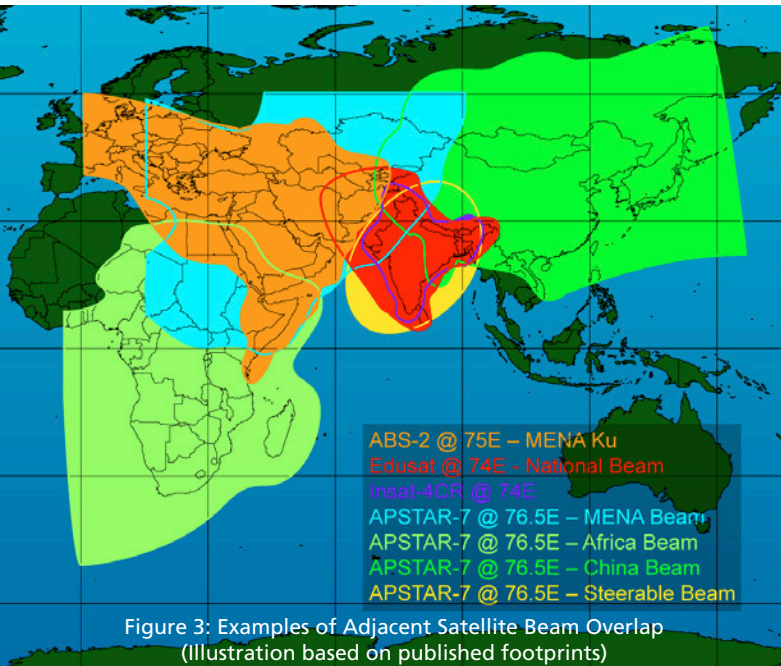 ABS-2 @ 75E – MENA Ku
Edusat @ 74E - National Beam
Insat-4CR @ 74E
APSTAR-7 @ 76.5E – MENA Beam
APSTAR-7 @ 76.5E – Africa Beam
APSTAR-7 @ 76.5E – China Beam
APSTAR-7 @ 76.5E – Steerable Beam
Figure 3: Examples of Adjacent Satellite Beam Overlap
(Illustration based on published footprints)